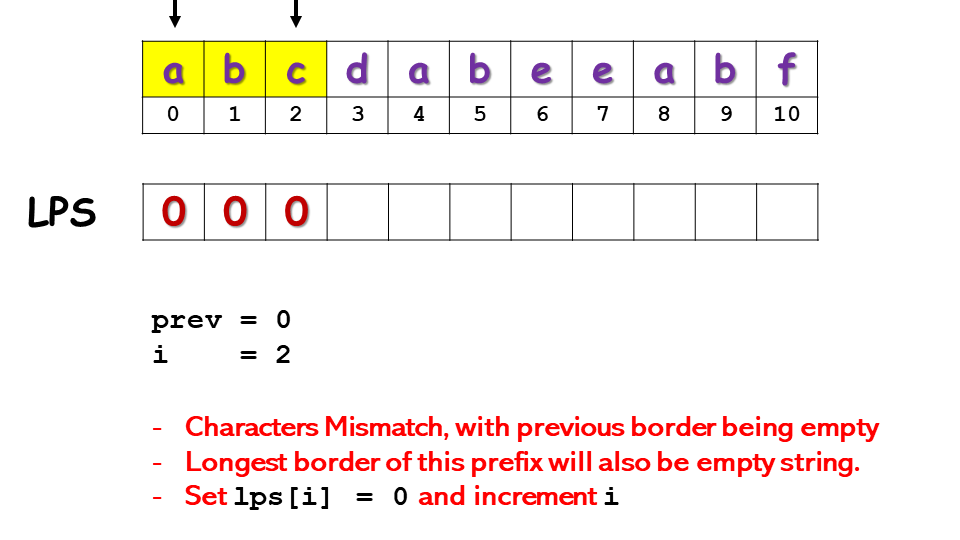 a b c d a b e e a b f
0 1 2 3 4 5 6 7 8 9 10
LPS 0 0 0
prev = 0
i = 2
- Characters Mismatch, with previous border being empty
- Longest border of this prefix will also be empty string.
- Set lps[i] = 0 and increment i